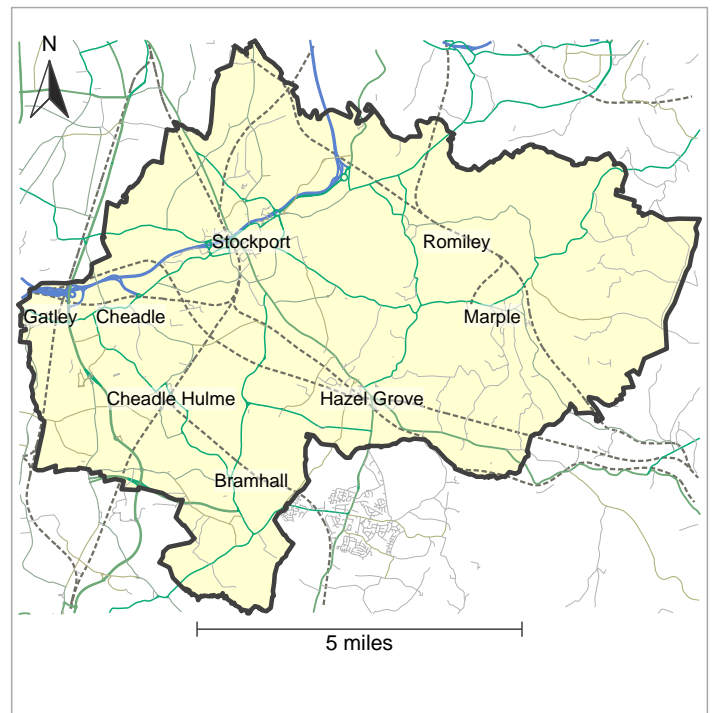 N
Stockport
Romiley
Gatley
Cheadle
Marple
Cheadle Hulme
Hazel Grove
Bramhall
5 miles